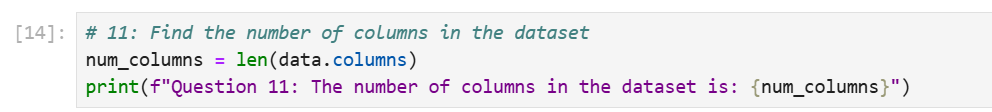 [14]: # 11: Find the number of columns in the dataset
num_columns = len(data.columns)
print(f"Question 11: The number of columns in the dataset is: {num_columns}")